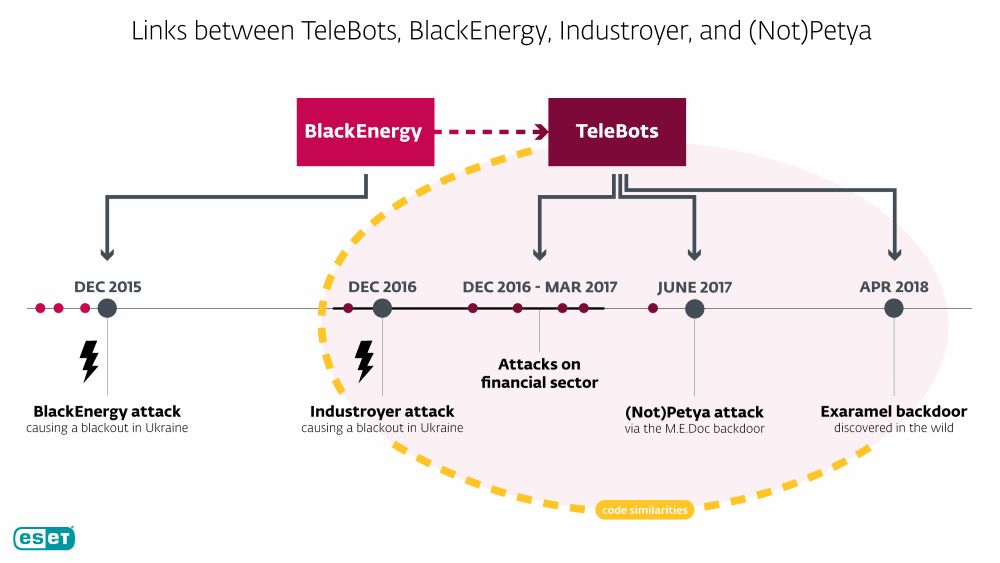 Links between TeleBots, BlackEnergy, Industroyer, and (Not)Petya
BlackEnergy
TeleBots
DEC 2015
DEC 2016
DEC 2016 - MAR 2017
JUNE 2017
APR 2018
Attacks on
financial sector
BlackEnergy attack
causing a blackout in Ukraine
Industroyer attack
causing a blackout in Ukraine
(Not)Petya attack
via the M.E.Doc backdoor
Exaramel backdoor
discovered in the wild
code similarities
eset